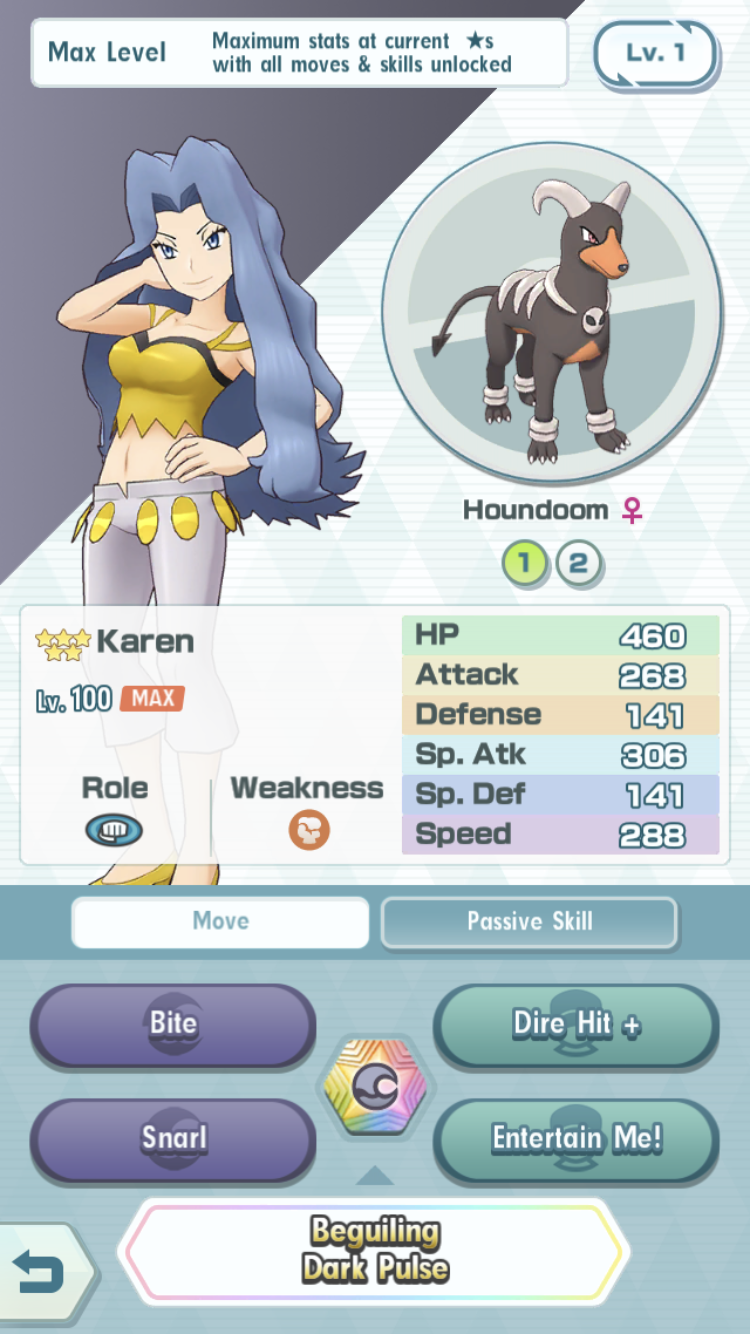 Max Level
Maximum stats at current ★s
with all moves & skills unlocked
Lv. 1
Houndoom ♀
1
2
Karen
Lv. 100 MAX
Role
Weakness
HP 460
Attack 268
Defense 141
Sp. Atk 306
Sp. Def 141
Speed 288
Move
Passive Skill
Bite
Dire Hit +
Snarl
Entertain Me!
Beguiling
Dark Pulse